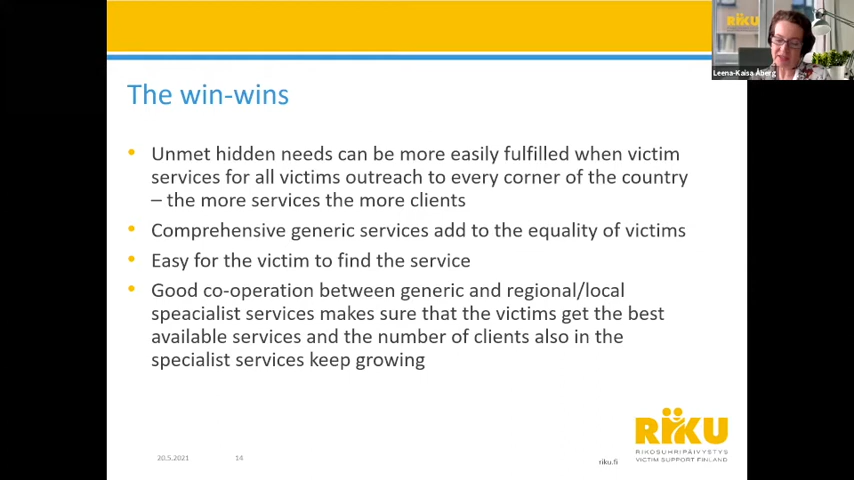 RIKU
Leena-Kaisa Åberg
The win-wins
Unmet hidden needs can be more easily fulfilled when victim
services for all victims outreach to every corner of the country
– the more services the more clients
Comprehensive generic services add to the equality of victims
Easy for the victim to find the service
Good co-operation between generic and regional/local
speacialist services makes sure that the victims get the best
available services and the number of clients also in the
specialist services keep growing
RIKU
RIKOSUHRIPÄIVYSTYS
VICTIM SUPPORT FINLAND
20.5.2021
14
riku.fi